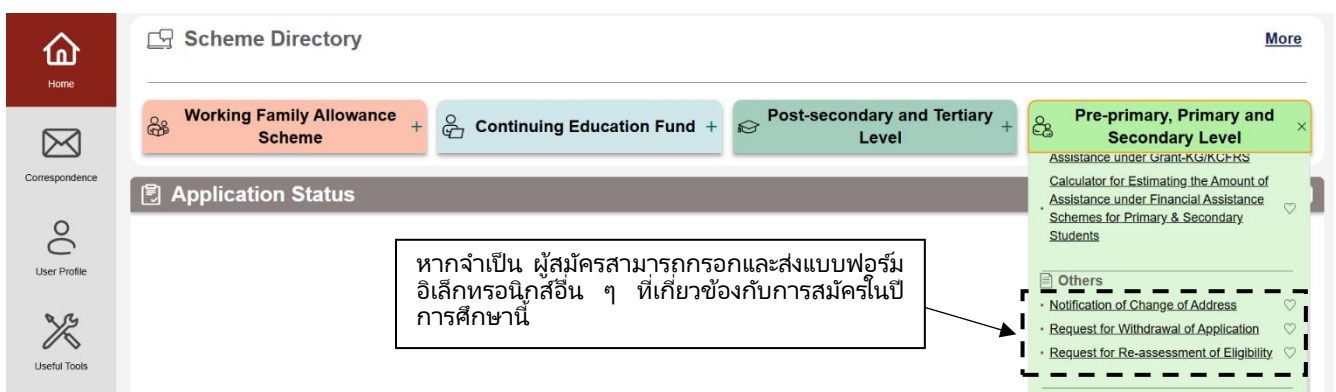 Home
Correspondence
User Profile
Useful Tools
Scheme Directory
More
Working Family Allowance
Scheme
+
Continuing Education Fund +
Post-secondary and Tertiary
Level
+
Pre-primary, Primary and
Secondary Level
×
Assistance under Grant-KG/KCFRS
Calculator for Estimating the Amount of
Assistance under Financial Assistance
Schemes for Primary & Secondary
Students
Application Status
หากจำเป็น ผู้สมัครสามารถกรอกและส่งแบบฟอร์ม
อิเล็กทรอนิกส์อื่น ๆ ที่เกี่ยวข้องกับการสมัครในปี
การศึกษานี้
Others
· Notification of Change of Address
· Request for Withdrawal of Application
· Request for Re-assessment of Eligibility